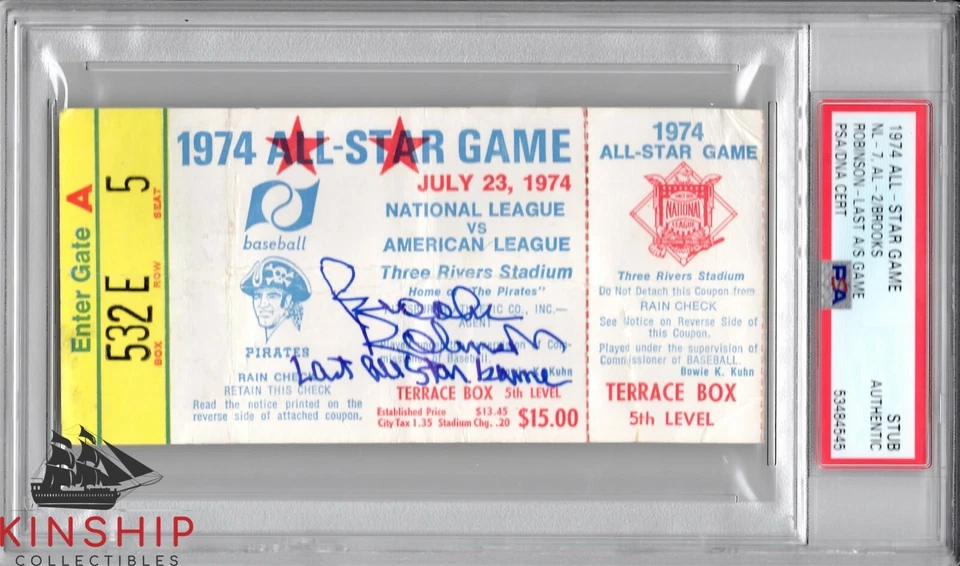 Enter Gate A
532 E 5
BOX ROW SEAT
1974 ALL-STAR GAME
JULY 23, 1974
baseball
NATIONAL LEAGUE
VS
AMERICAN LEAGUE
Three Rivers Stadium
Home of "The Pirates"
PIRATES
AGENT
Commissioner of Baseball
Bowie K. Kuhn
Brooks
Robinson
Last All Star Game
RAIN CHECK
RETAIN THIS CHECK
Read the notice printed on the
reverse side of attached coupon.
TERRACE BOX 5th LEVEL
Established Price $13.45
City Tax 1.35 Stadium Chg. .20 $15.00
1974
ALL-STAR GAME
NATIONAL
LEAGUE
Three Rivers Stadium
Do Not Detach this Coupon from
RAIN CHECK
See Notice on Reverse Side of
this Coupon.
Played under the supervision of
Commissioner of BASEBALL.
Bowie K. Kuhn
TERRACE BOX
5th LEVEL
1974 ALL-STAR GAME
NL-7, AL-2/BROOKS
ROBINSON-LAST A/S GAME
PSA/DNA CERT
PSA
STUB
AUTHENTIC
53484545
KINSHIP
COLLECTIBLES